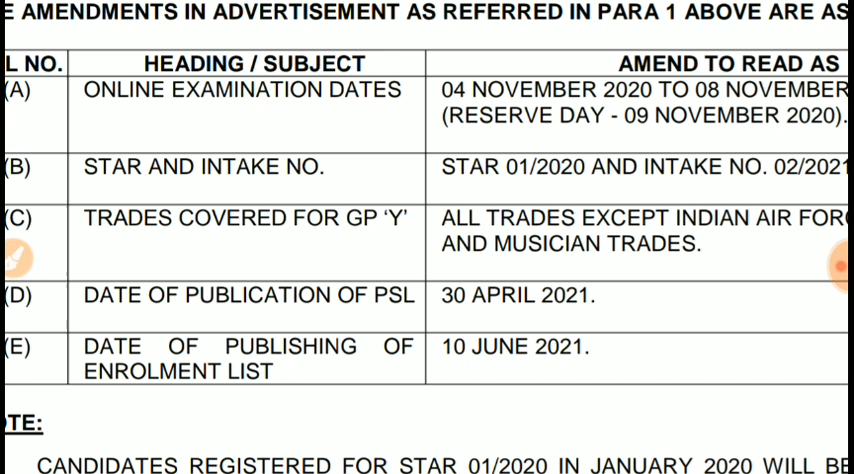 E AMENDMENTS IN ADVERTISEMENT AS REFERRED IN PARA 1 ABOVE ARE AS
L NO. HEADING / SUBJECT AMEND TO READ AS
(A) ONLINE EXAMINATION DATES 04 NOVEMBER 2020 TO 08 NOVEMBER
(RESERVE DAY - 09 NOVEMBER 2020).
(B) STAR AND INTAKE NO. STAR 01/2020 AND INTAKE NO. 02/2021
(C) TRADES COVERED FOR GP ‘Y’ ALL TRADES EXCEPT INDIAN AIR FORC
AND MUSICIAN TRADES.
(D) DATE OF PUBLICATION OF PSL 30 APRIL 2021.
(E) DATE OF PUBLISHING OF 10 JUNE 2021.
ENROLMENT LIST
OTE:
CANDIDATES REGISTERED FOR STAR 01/2020 IN JANUARY 2020 WILL BE